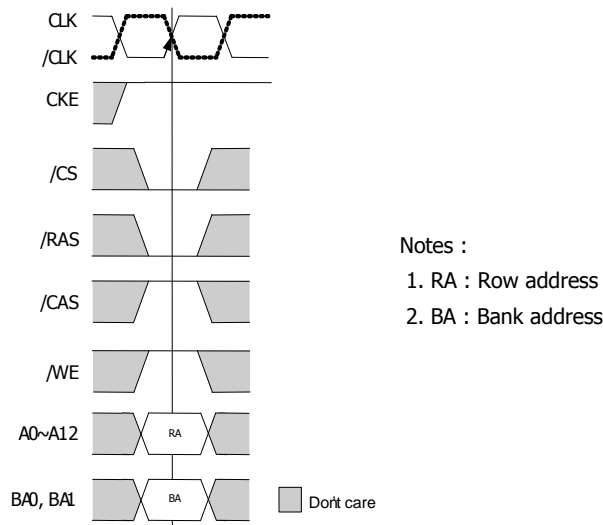 CLK
/CLK
CKE
/CS
/RAS
/CAS
/WE
A0~A12
RA
BA0, BA1
BA
Don't care
Notes :
1. RA : Row address
2. BA : Bank address